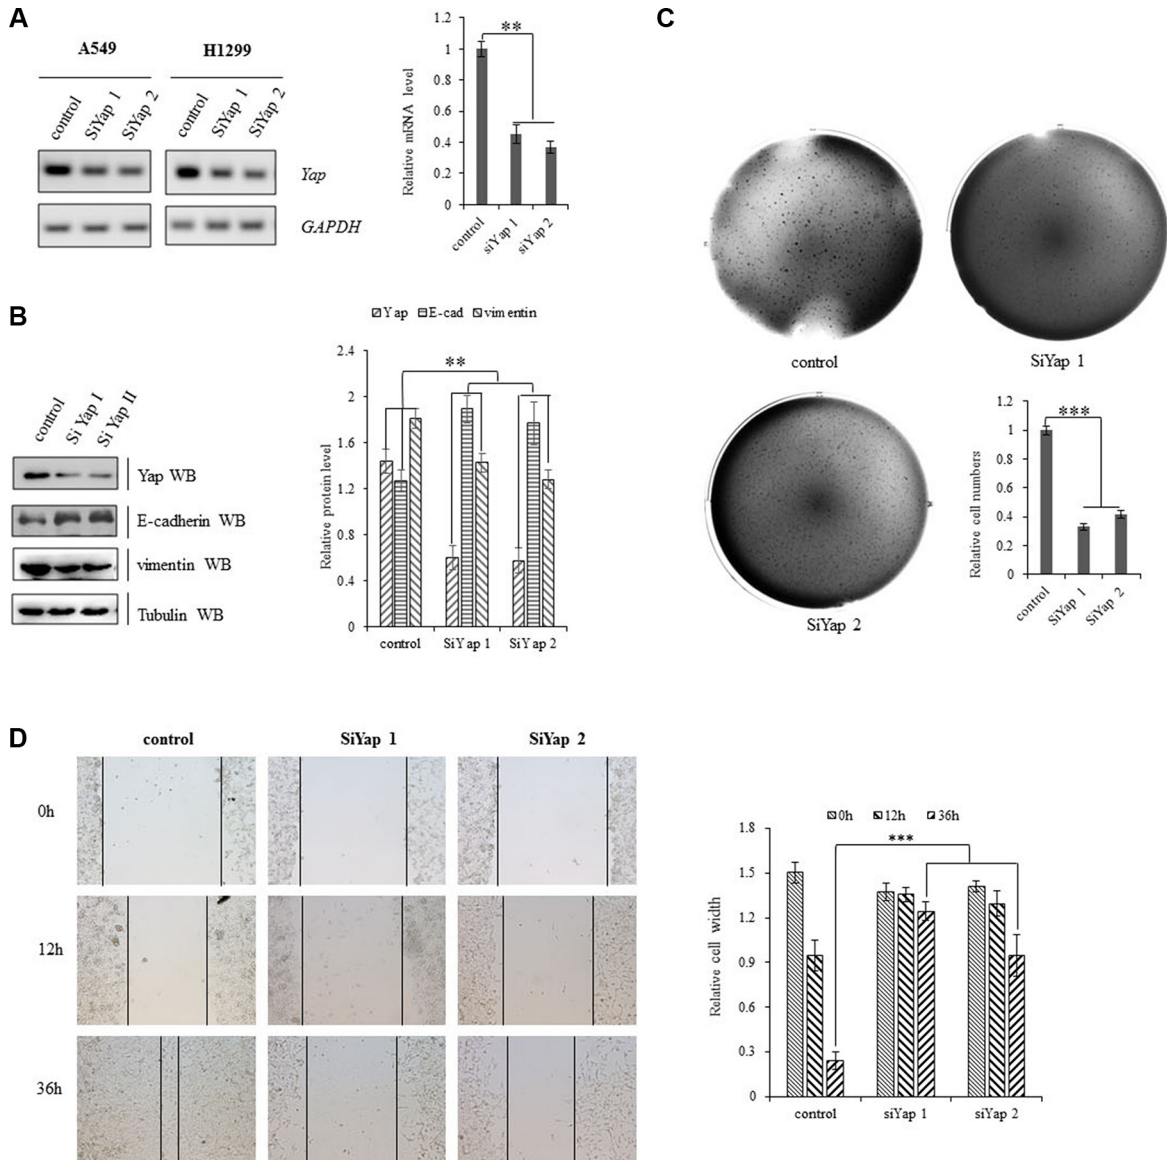 A
A549
H1299
control
SiYap 1
SiYap 2
control
SiYap 1
SiYap 2
Yap
GAPDH
Relative mRNA level
1.2
1
0.8
0.6
0.4
0.2
0
**
control
siYap 1
siYap 2
B
control
Si Yap I
Si Yap II
Yap WB
E-cadherin WB
vimentin WB
Tubulin WB
Yap E-cad vimentin
Relative protein level
2.4
2
1.6
1.2
0.8
0.4
0
**
control SiYap 1 SiYap 2
C
control
SiYap 1
SiYap 2
Relative cell numbers
1.2
1
0.8
0.6
0.4
0.2
0
***
control
SiYap 1
SiYap 2
D
control SiYap 1 SiYap 2
0h
12h
36h
0h 12h 36h
Relative cell width
1.8
1.5
1.2
0.9
0.6
0.3
0
***
control siYap 1 siYap 2